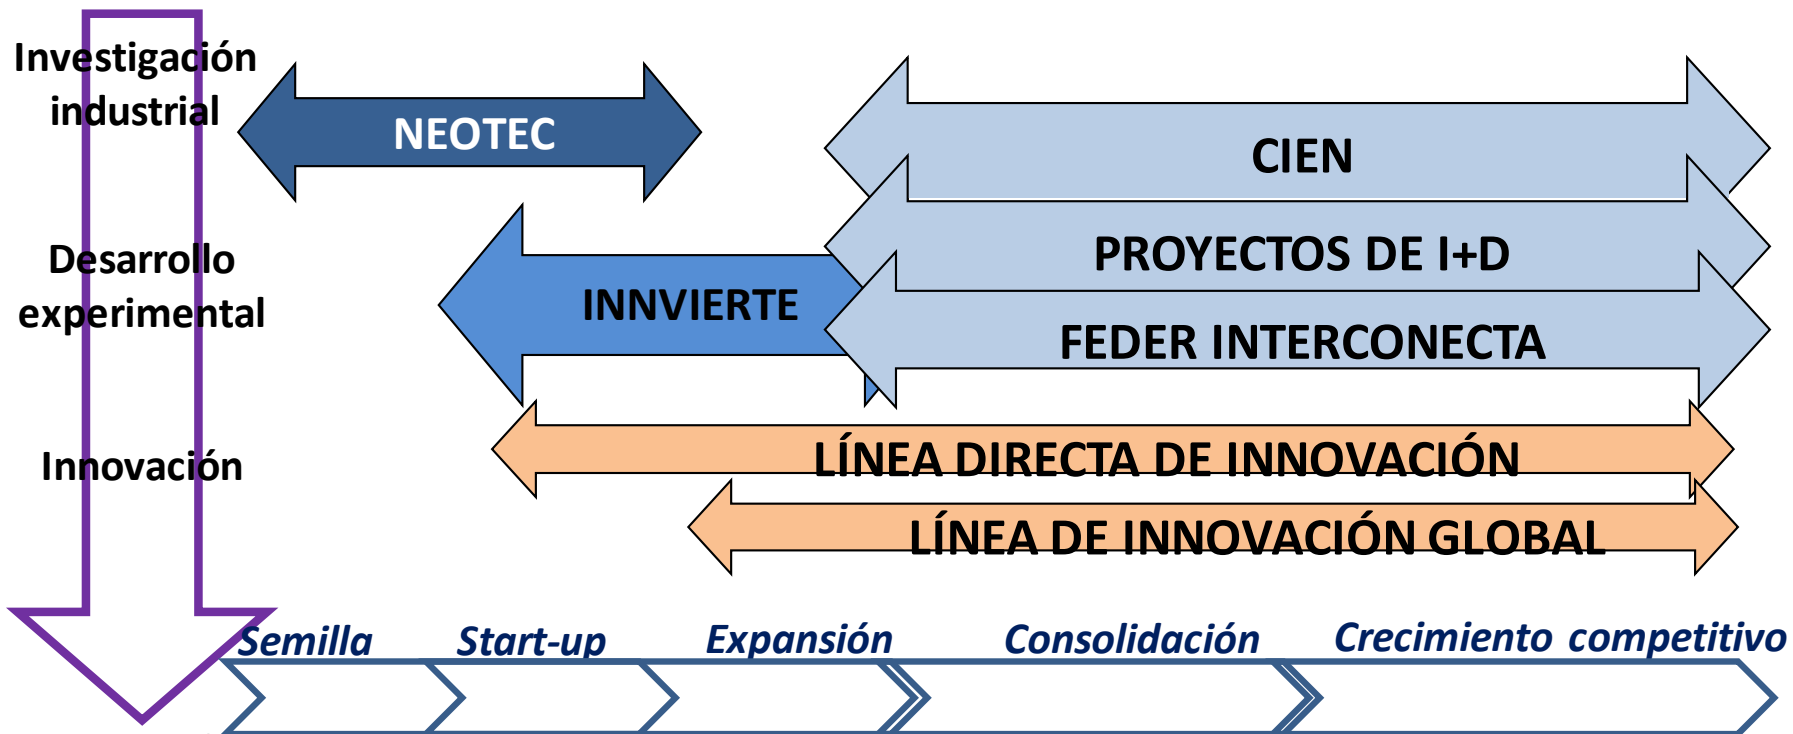 Investigación
industrial
NEOTEC
CIEN
Desarrollo
experimental
PROYECTOS DE I+D
INNVIERTE
FEDER INTERCONECTA
Innovación
LÍNEA DIRECTA DE INNOVACIÓN
LÍNEA DE INNOVACIÓN GLOBAL
Semilla
Start-up
Expansión
Consolidación
Crecimiento competitivo